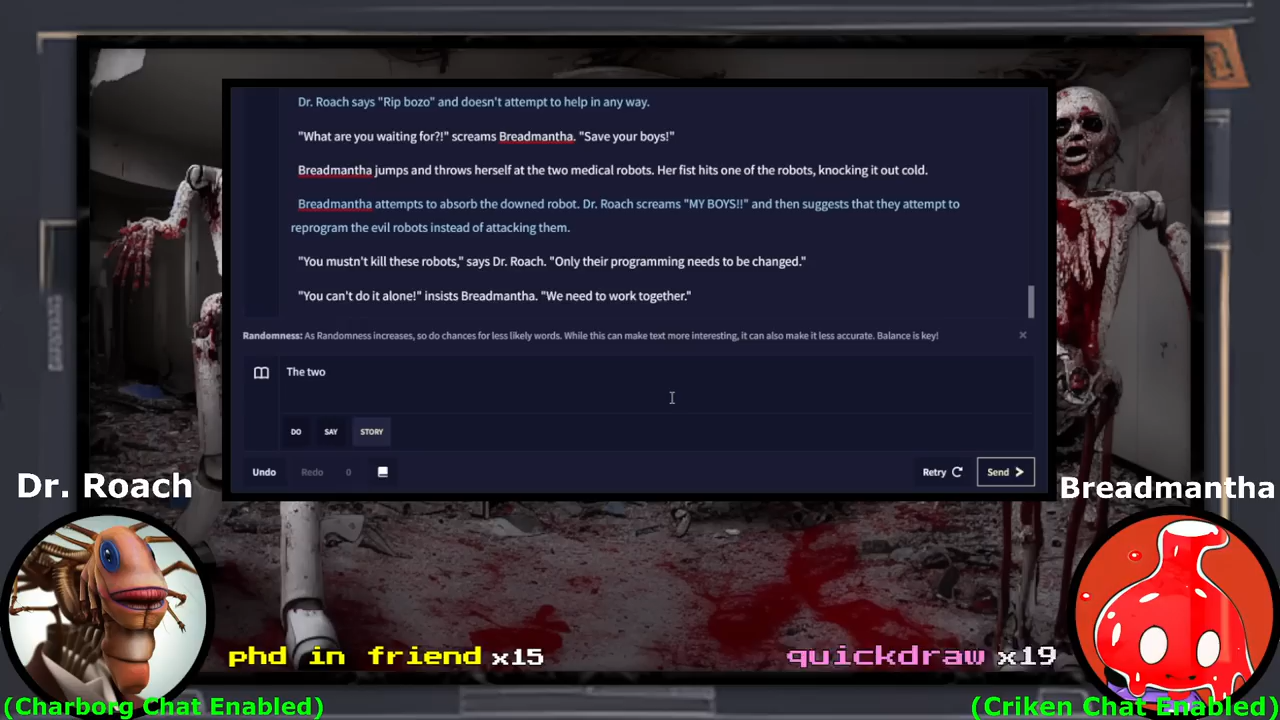 Dr. Roach says "Rip bozo" and doesn't attempt to help in any way.
"What are you waiting for?!" screams Breadmantha. "Save your boys!"
Breadmantha jumps and throws herself at the two medical robots. Her fist hits one of the robots, knocking it out cold.
Breadmantha attempts to absorb the downed robot. Dr. Roach screams "MY BOYS!!" and then suggests that they attempt to
reprogram the evil robots instead of attacking them.
"You mustn't kill these robots," says Dr. Roach. "Only their programming needs to be changed."
"You can't do it alone!" insists Breadmantha. "We need to work together."
Randomness: As Randomness increases, so do chances for less likely words. While this can make text more interesting, it can also make it less accurate. Balance is key!
The two
DO SAY STORY
Undo Redo 0 Retry Send
Dr. Roach
Breadmantha
phd in friend x15
quickdraw x19
(Charborg Chat Enabled)
(Criken Chat Enabled)